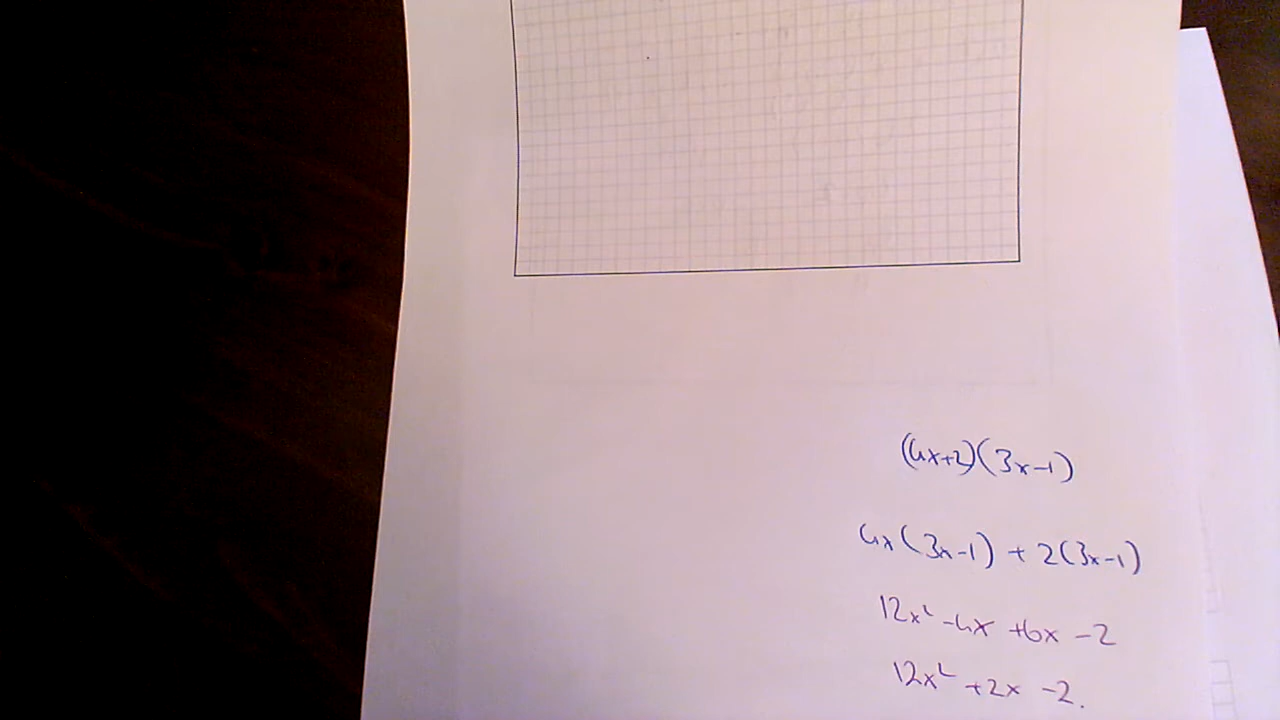 (4x+2)(3x-1)
4x(3x-1) + 2(3x-1)
12x² -4x +6x -2
12x² +2x -2.